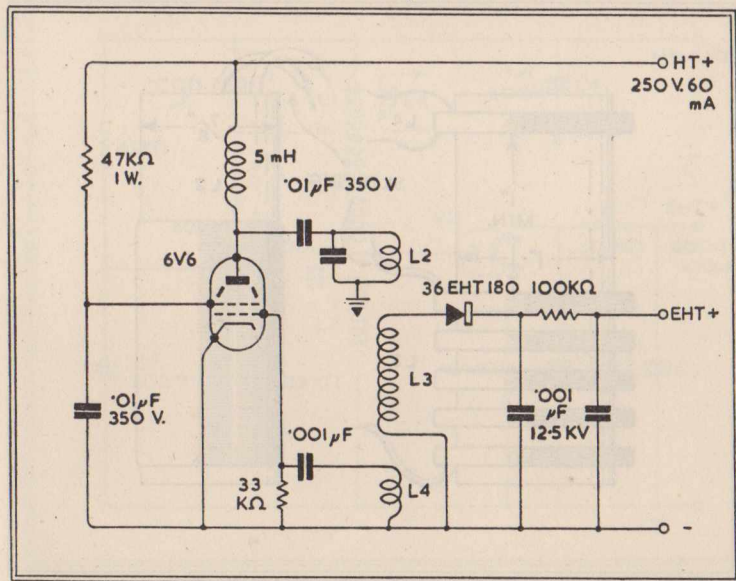 HT+
250 V. 60
mA
47KΩ
1W.
5 mH
·01µF 350 V
6V6
L2
36 EHT 180 100KΩ
EHT+
L3
·01µF
350 V.
·001
µF
12·5 KV
·001µF
33
KΩ
L4
-